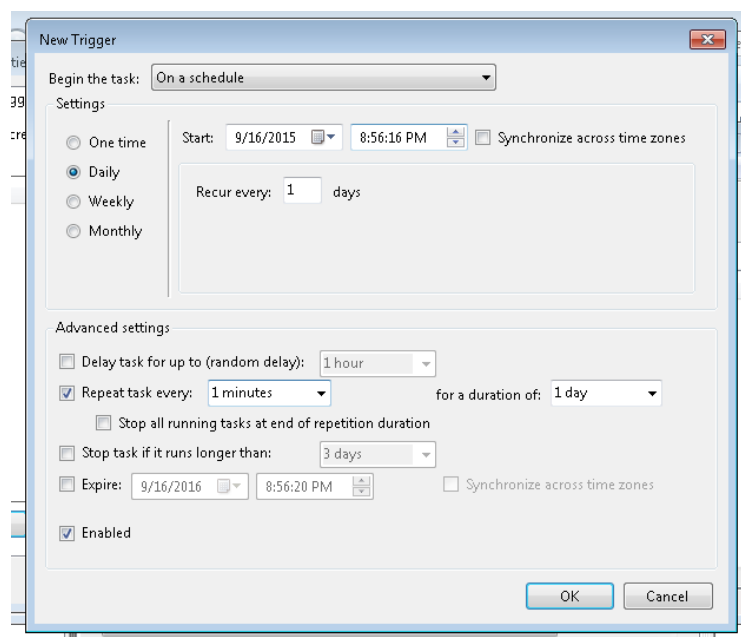 New Trigger
Begin the task: On a schedule
Settings
One time
Start: 9/16/2015 8:56:16 PM Synchronize across time zones
Daily
Recur every: 1 days
Weekly
Monthly
Advanced settings
Delay task for up to (random delay): 1 hour
Repeat task every: 1 minutes for a duration of: 1 day
Stop all running tasks at end of repetition duration
Stop task if it runs longer than: 3 days
Expire: 9/16/2016 8:56:20 PM Synchronize across time zones
Enabled
OK Cancel